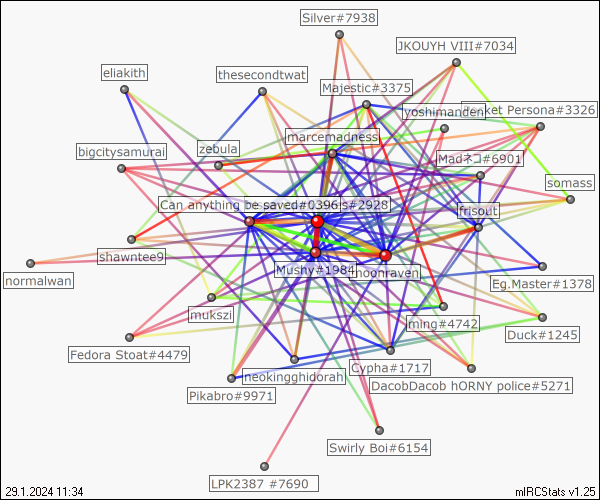 Silver#7938
JKOUYH VIII#7034
eliakith
thesecondtwat
Majestic#3375
yoshimandemi
Persona#3326
marcemadness
bigcitysamurai
zebula
Madネコ#6901
somass
Can anything be saved#0396
s#2928
frisout
shawntee9
Mushy#1984
noonraven
normalwan
Eg.Master#1378
mukszi
ming#4742
Duck#1245
Fedora Stoat#4479
Cypha#1717
neokingghidorah
DacobDacob hORNY police#5271
Pikabro#9971
Swirly Boi#6154
LPK2387 #7690
29.1.2024 11:34
mIRCStats v1.25